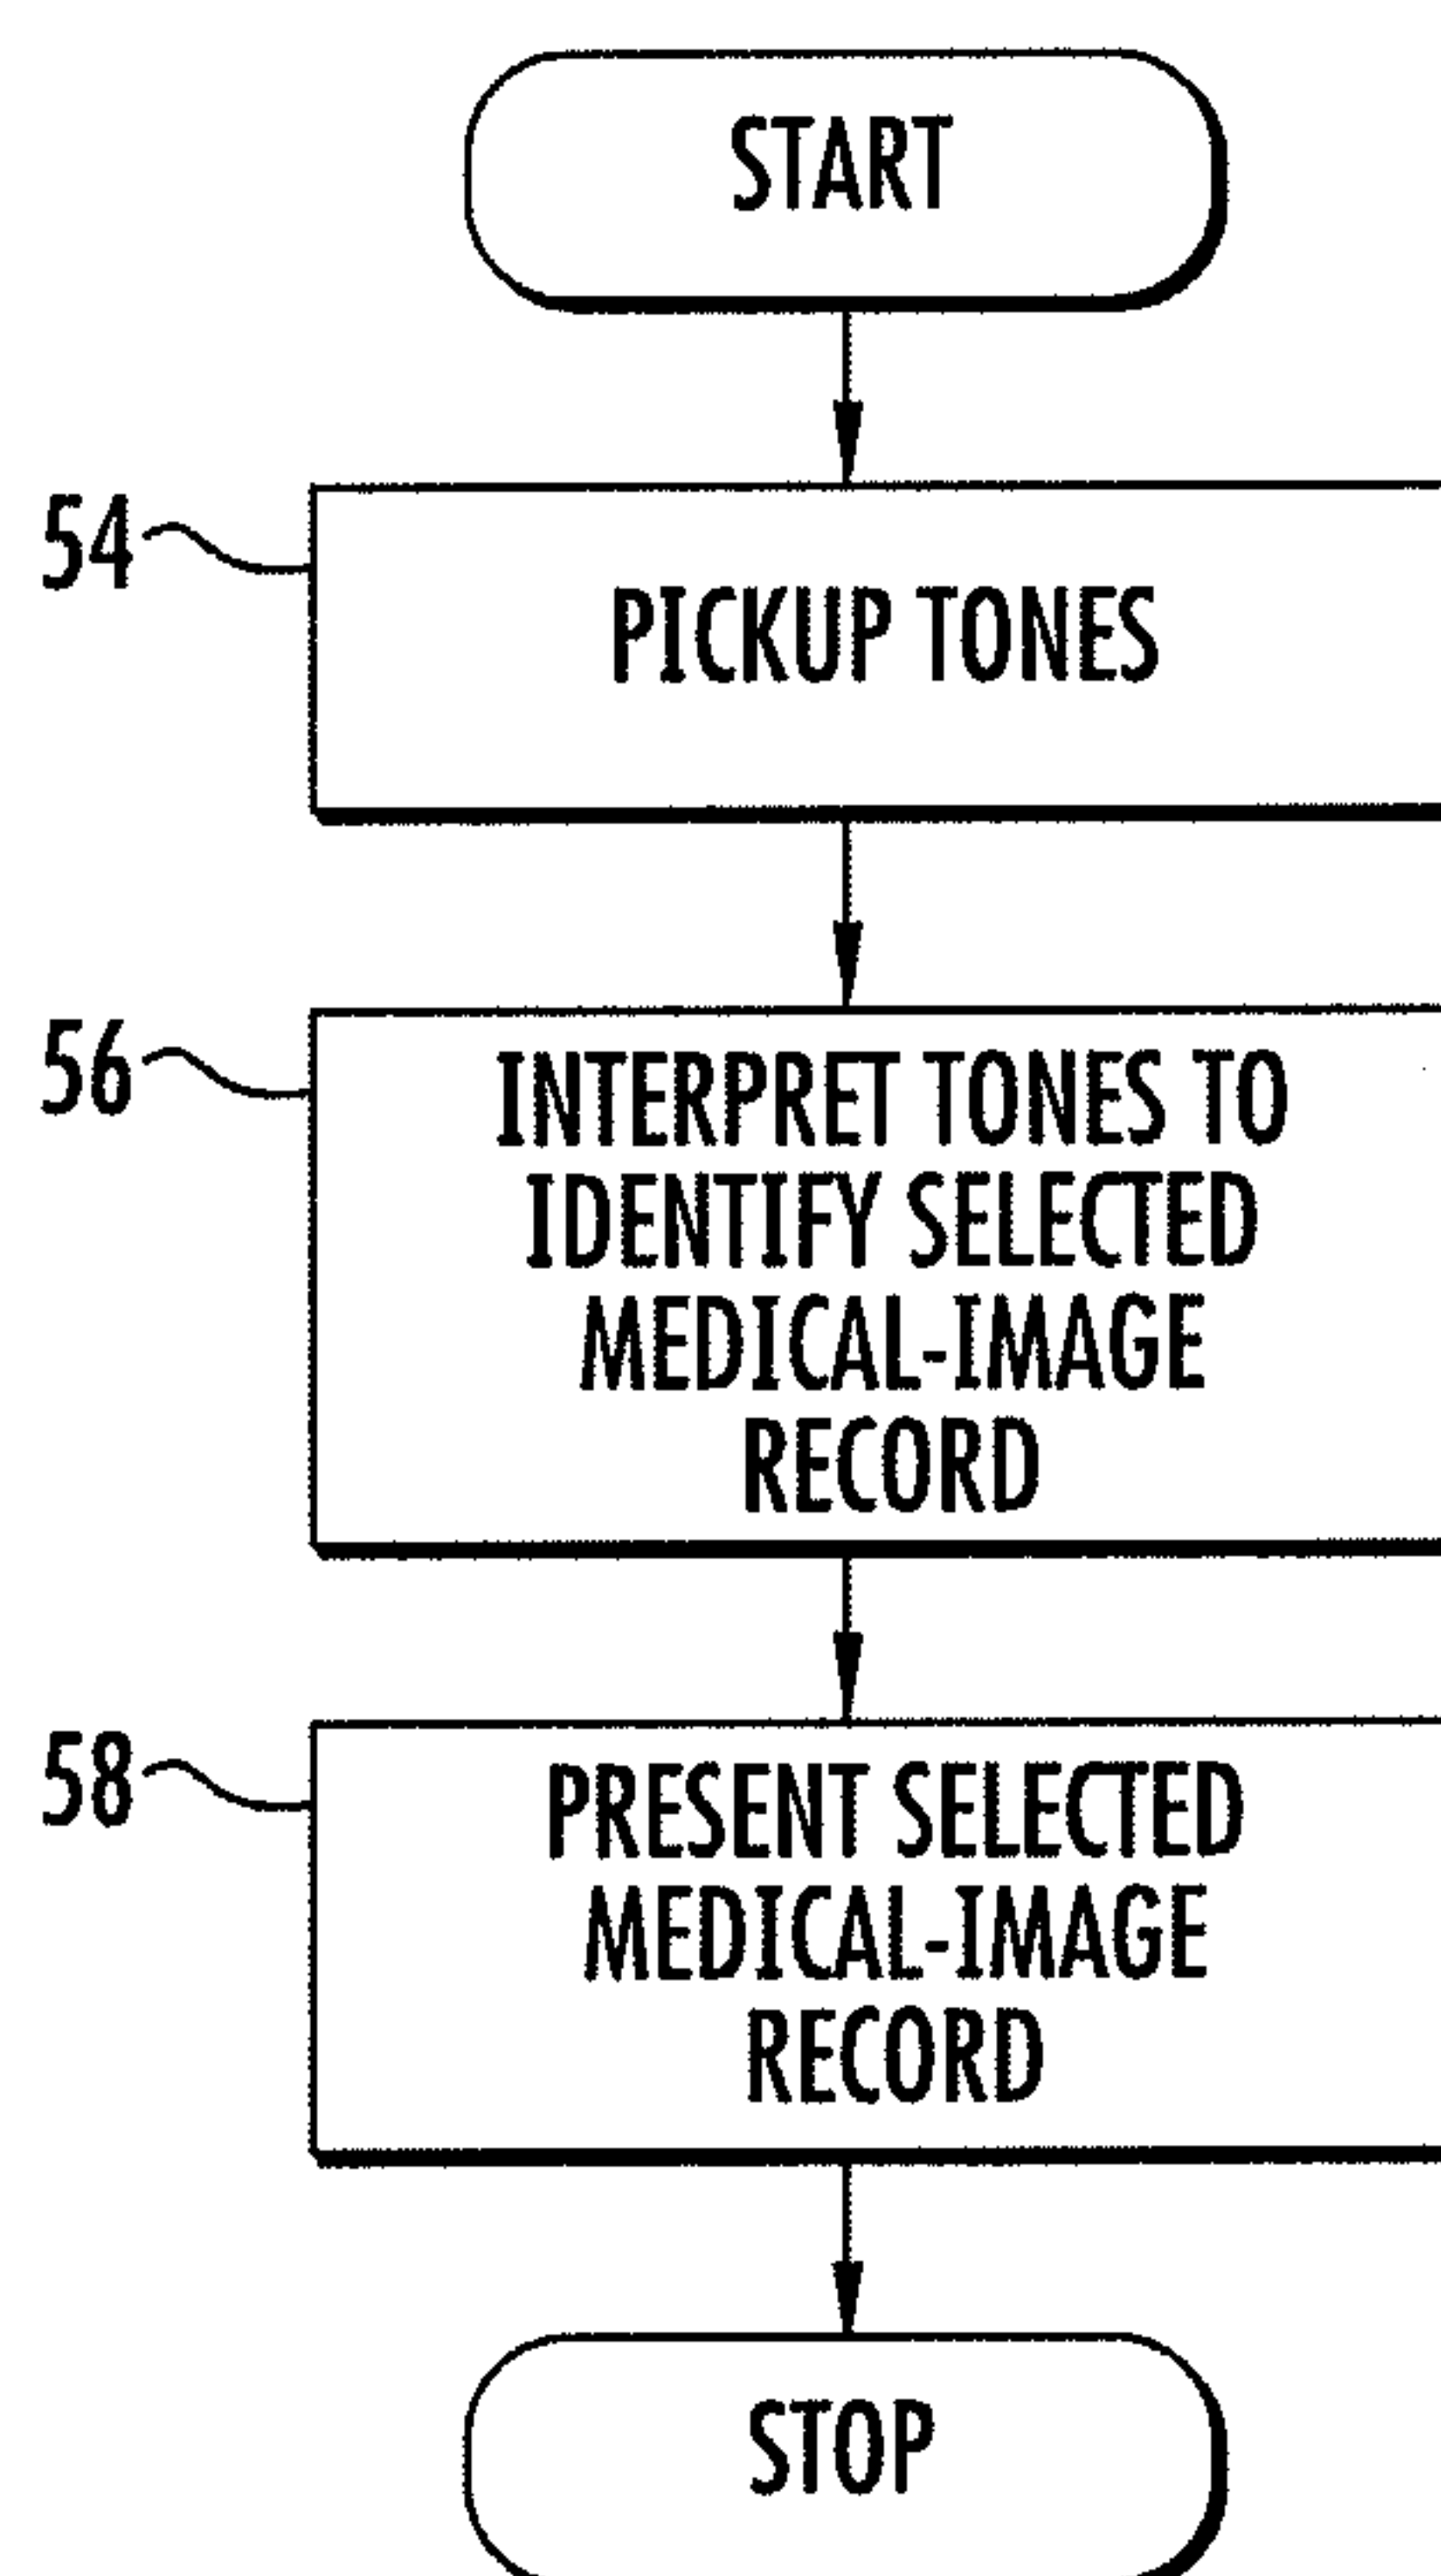 START
54
PICKUP TONES
56
INTERPRET TONES TO
IDENTIFY SELECTED
MEDICAL-IMAGE
RECORD
58
PRESENT SELECTED
MEDICAL-IMAGE
RECORD
STOP